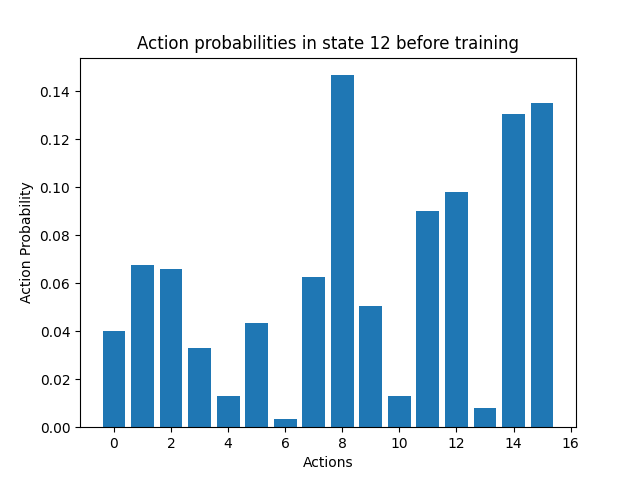 Action probabilities in state 12 before training
0.14
0.12
0.10
0.08
0.06
0.04
0.02
0.00
Action Probability
0 2 4 6 8 10 12 14 16
Actions